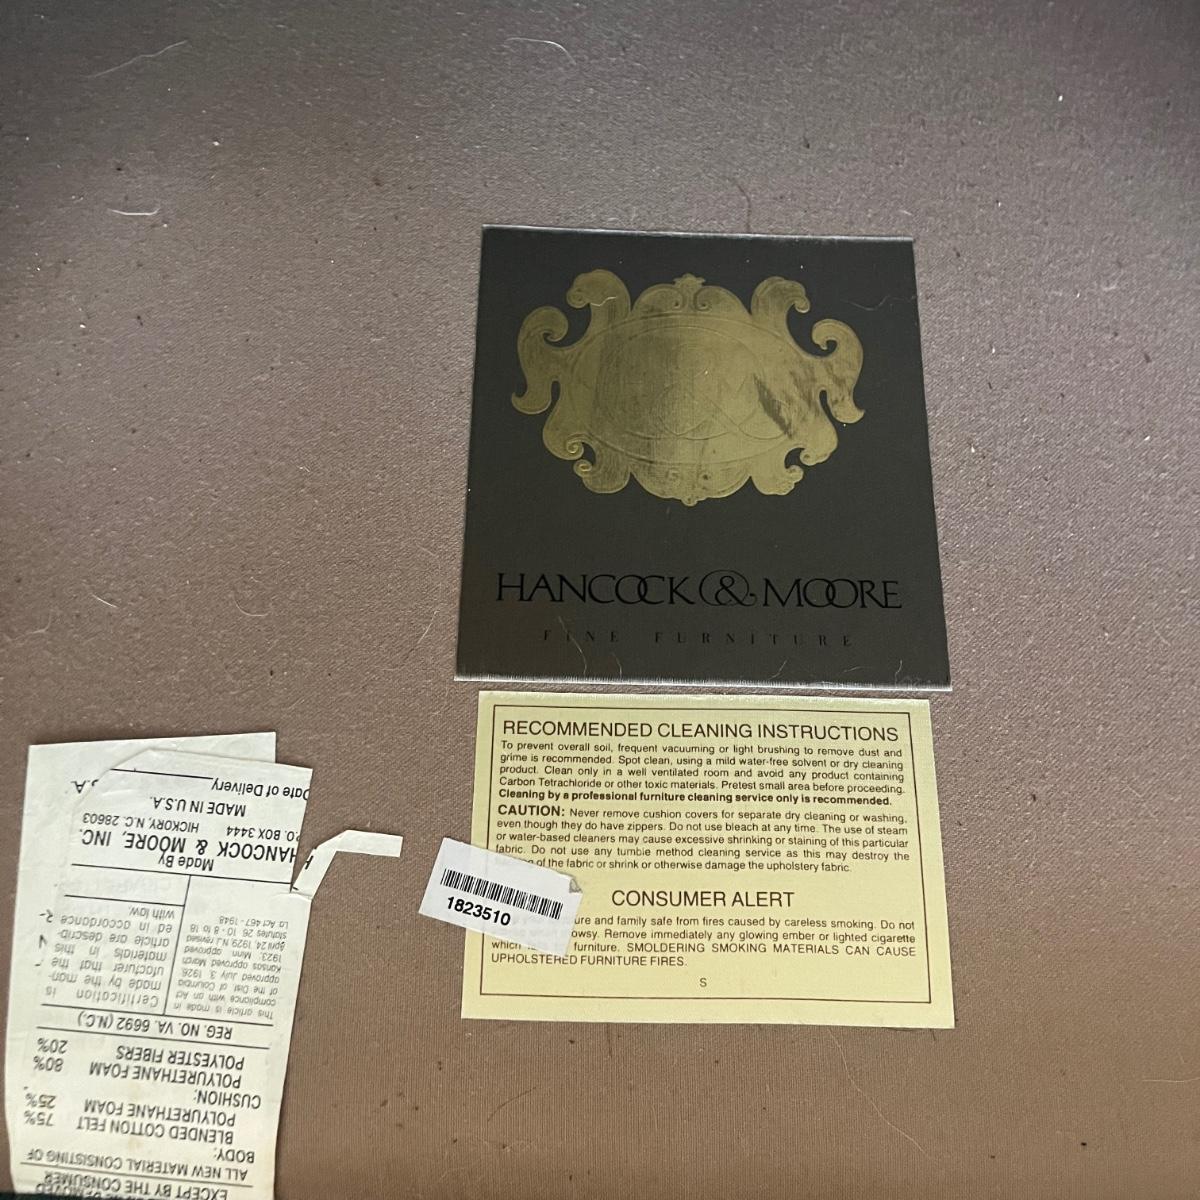 HANCOCK & MOORE
FINE FURNITURE
RECOMMENDED CLEANING INSTRUCTIONS
To prevent overall soil, frequent vacuuming or light brushing to remove dust and
grime is recommended. Spot clean, using a mild water-free solvent or dry cleaning
product. Clean only in a well ventilated room and avoid any product containing
Carbon Tetrachloride or other toxic materials. Pretest small area before proceeding.
Cleaning by a professional furniture cleaning service only is recommended.
CAUTION: Never remove cushion covers for separate dry cleaning or washing,
even though they do have zippers. Do not use bleach at any time. The use of steam
or water-based cleaners may cause excessive shrinking or staining of this particular
fabric. Do not use any tumble method cleaning service as this may destroy the
of the fabric or shrink or otherwise damage the upholstery fabric.
CONSUMER ALERT
and family safe from fires caused by careless smoking. Do not
Remove immediately any glowing ember or lighted cigarette
which furniture. SMOLDERING SMOKING MATERIALS CAN CAUSE
UPHOLSTERED FURNITURE FIRES.
S
1823510
EXCEPT BY THE CONSUMER
ALL NEW MATERIAL CONSISTING OF
BODY:
BLENDED COTTON FELT 75%
POLYURETHANE FOAM 25%
CUSHION:
POLYURETHANE FOAM 80%
POLYESTER FIBERS 20%
REG. NO. VA. 6692 (N.C.)
Certification is
made by the man-
ufacturer that the
materials in this
article are describ-
ed in accordance
with law.
This article is made in
compliance with an Act
of the Dist. of Columbia
approved July 3, 1926,
Kansas approved March
1923, Minn. approved
April 24, 1929 N.J. revised
statutes 26 - 10 - 6 to 18
La Act 467 - 1948
Made By
HANCOCK & MOORE, INC.
P.O. BOX 3444 HICKORY, N.C. 28603
MADE IN U.S.A.
Date of Delivery